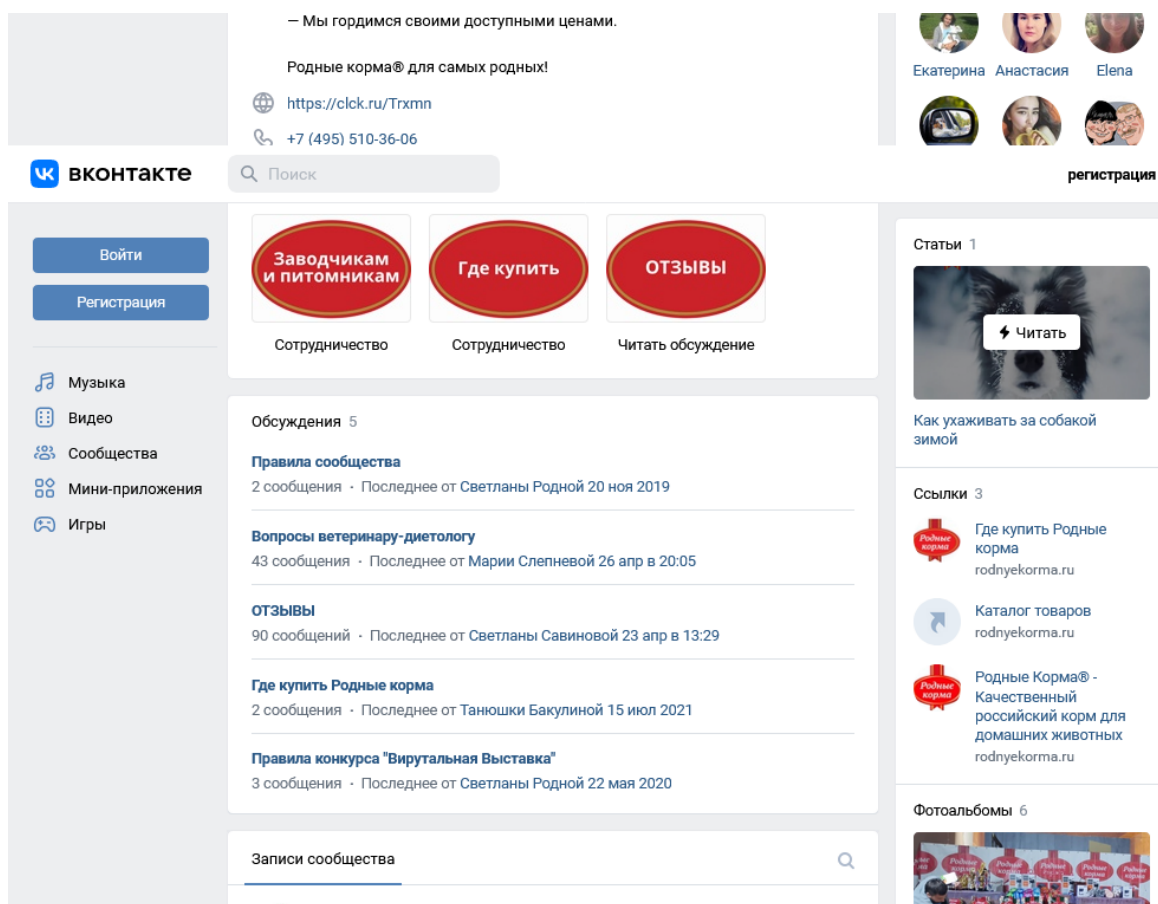 — Мы гордимся своими доступными ценами.
Родные корма® для самых родных!
https://clck.ru/Trxmn
+7 (495) 510-36-06
Екатерина
Анастасия
Elena
вконтакте
Поиск
регистрация
Войти
Регистрация
Музыка
Видео
Сообщества
Мини-приложения
Игры
Заводчикам
и питомникам
Где купить
ОТЗЫВЫ
Сотрудничество
Сотрудничество
Читать обсуждение
Обсуждения 5
Правила сообщества
2 сообщения · Последнее от Светланы Родной 20 ноя 2019
Вопросы ветеринару-диетологу
43 сообщения · Последнее от Марии Слепневой 26 апр в 20:05
ОТЗЫВЫ
90 сообщений · Последнее от Светланы Савиновой 23 апр в 13:29
Где купить Родные корма
2 сообщения · Последнее от Танюшки Бакулиной 15 июл 2021
Правила конкурса "Вирутальная Выставка"
3 сообщения · Последнее от Светланы Родной 22 мая 2020
Записи сообщества
Статьи 1
Читать
Как ухаживать за собакой
зимой
Ссылки 3
Родные
корма
Где купить Родные
корма
rodnyekorma.ru
Каталог товаров
rodnyekorma.ru
Родные
корма
Родные Корма® -
Качественный
российский корм для
домашних животных
rodnyekorma.ru
Фотоальбомы 6